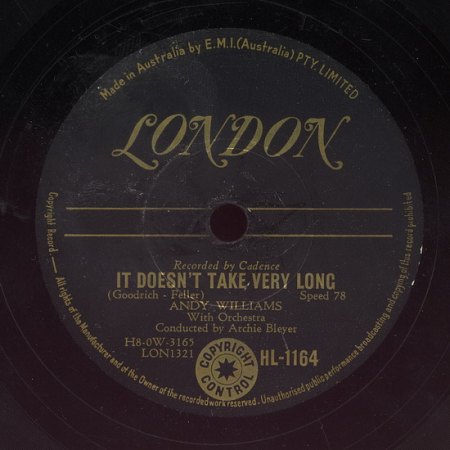 Made in Australia by E.M.I.(Australia) PTY. LIMITED
LONDON
Recorded by Cadence
IT DOESN'T TAKE VERY LONG
(Goodrich - Feller) Speed 78
ANDY WILLIAMS
With Orchestra
Conducted by Archie Bleyer
H8-0W-3165
LON1321
HL-1164
COPYRIGHT CONTROL
Copyright Record — All rights of the Manufacturer and of the Owner of the recorded work reserved. Unauthorised public performance broadcasting and copying of this record prohibited